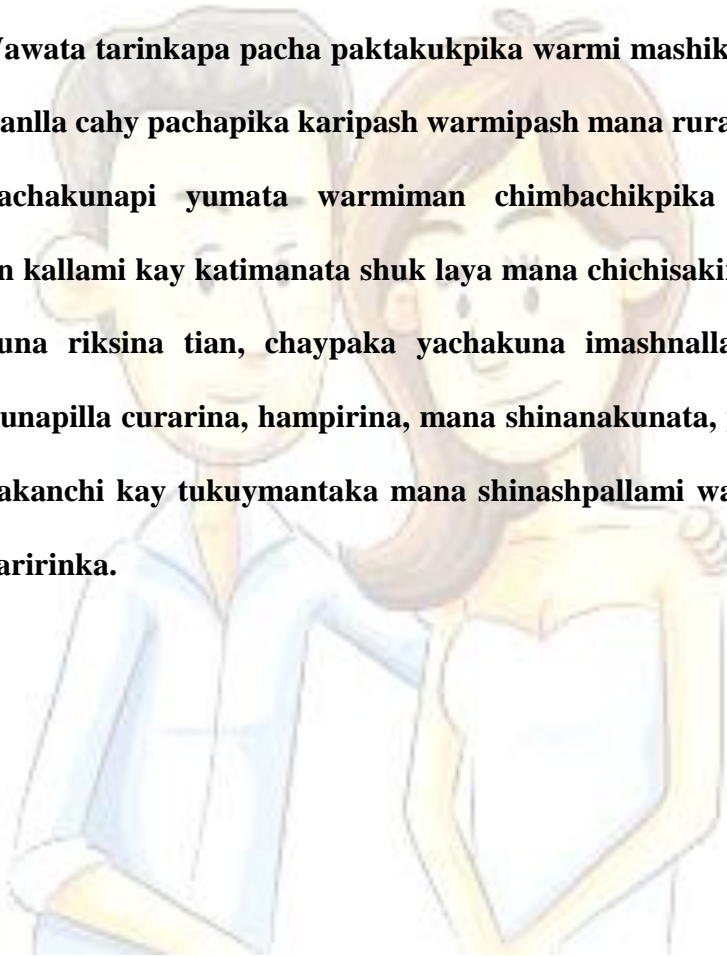 awata tarinkapa pacha paktakukpika warmi mashik
anlla cahy pachapika karipash warmipash mana rura
achakunapi yumata warmiman chimbachikpika
n kallami kay katimanata shuk laya mana chichisaki
una riksina tian, chaypaka yachakuna imashnalla
unapilla curarina, hampirina, mana shinanakunata,
akanchi kay tukuymantaka mana shinashpallami wa
aririnka.